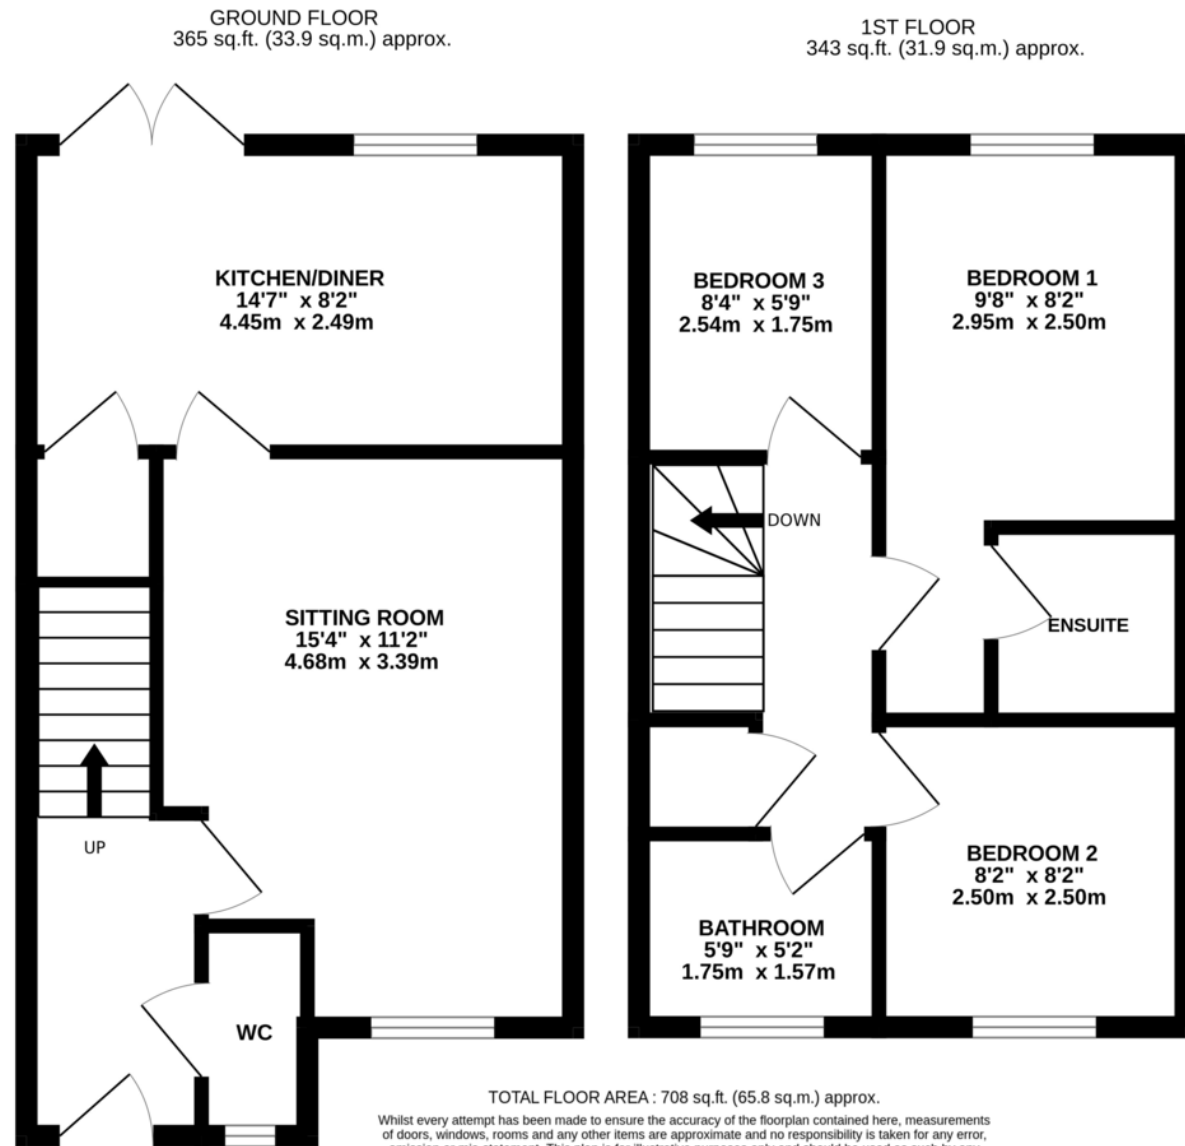 GROUND FLOOR
365 sq.ft. (33.9 sq.m.) approx.
1ST FLOOR
343 sq.ft. (31.9 sq.m.) approx.
KITCHEN/DINER
14'7" x 8'2"
4.45m x 2.49m
SITTING ROOM
15'4" x 11'2"
4.68m x 3.39m
UP
WC
BEDROOM 3
8'4" x 5'9"
2.54m x 1.75m
BEDROOM 1
9'8" x 8'2"
2.95m x 2.50m
DOWN
ENSUITE
BEDROOM 2
8'2" x 8'2"
2.50m x 2.50m
BATHROOM
5'9" x 5'2"
1.75m x 1.57m
TOTAL FLOOR AREA : 708 sq.ft. (65.8 sq.m.) approx.
Whilst every attempt has been made to ensure the accuracy of the floorplan contained here, measurements
of doors, windows, rooms and any other items are approximate and no responsibility is taken for any error,